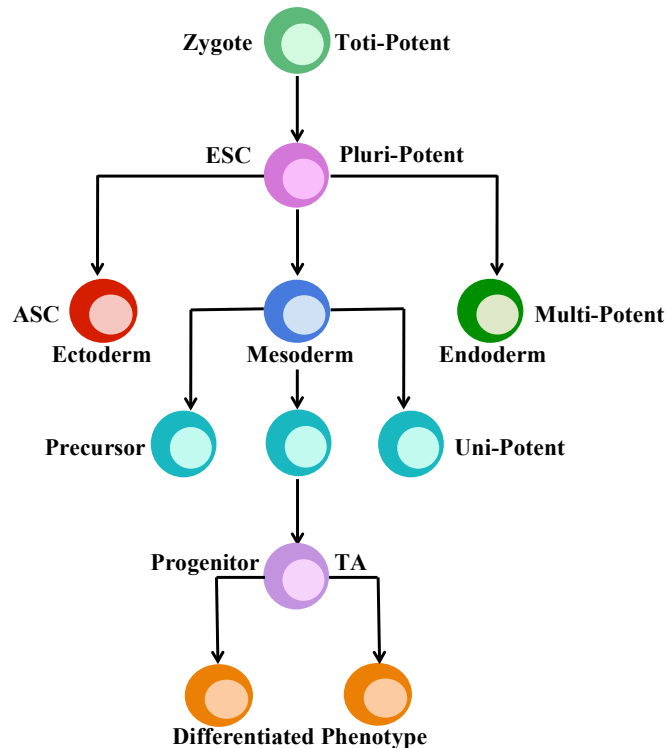 Zygote Toti-Potent
ESC Pluri-Potent
ASC Multi-Potent
Ectoderm Mesoderm Endoderm
Precursor Uni-Potent
Progenitor TA
Differentiated Phenotype